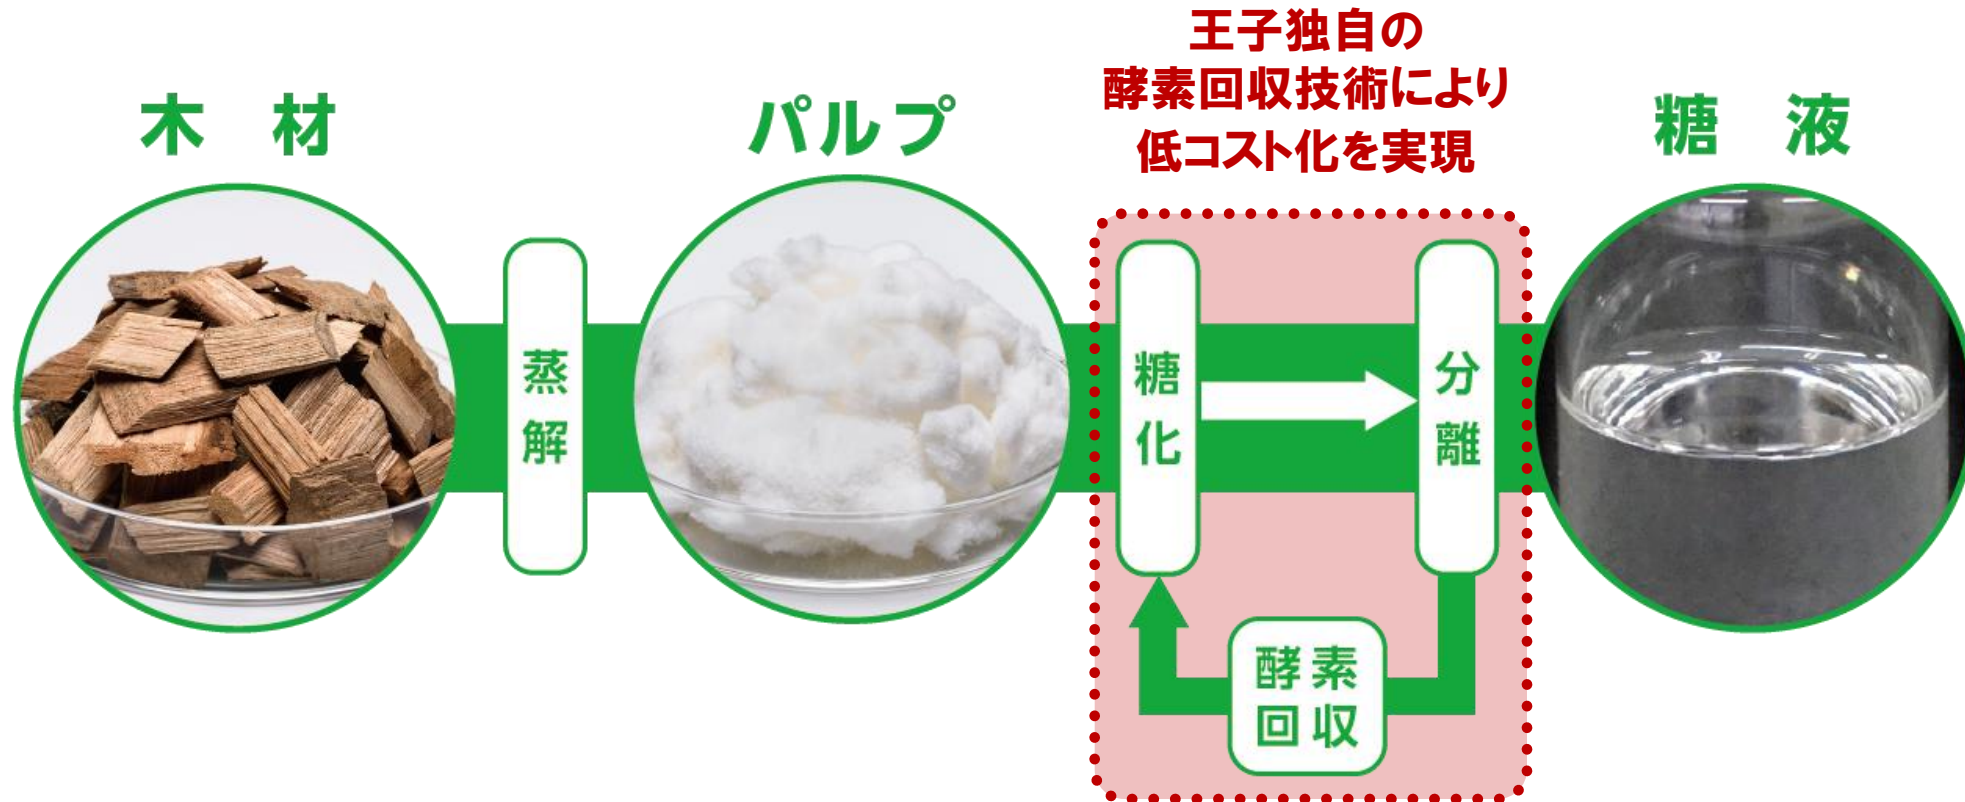 王子独自の
酵素回収技術により
低コスト化を実現
木　材
パルプ
糖　液
蒸解
糖化
分離
酵素
回収